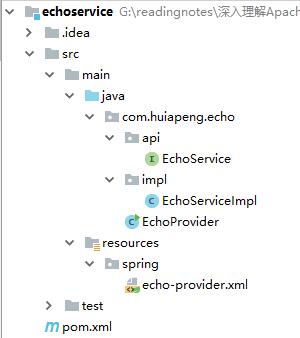 echoservice G:\readingnotes\深入理解Apach
.idea
src
main
java
com.huiapeng.echo
api
EchoService
impl
EchoServiceImpl
EchoProvider
resources
spring
echo-provider.xml
test
pom.xml